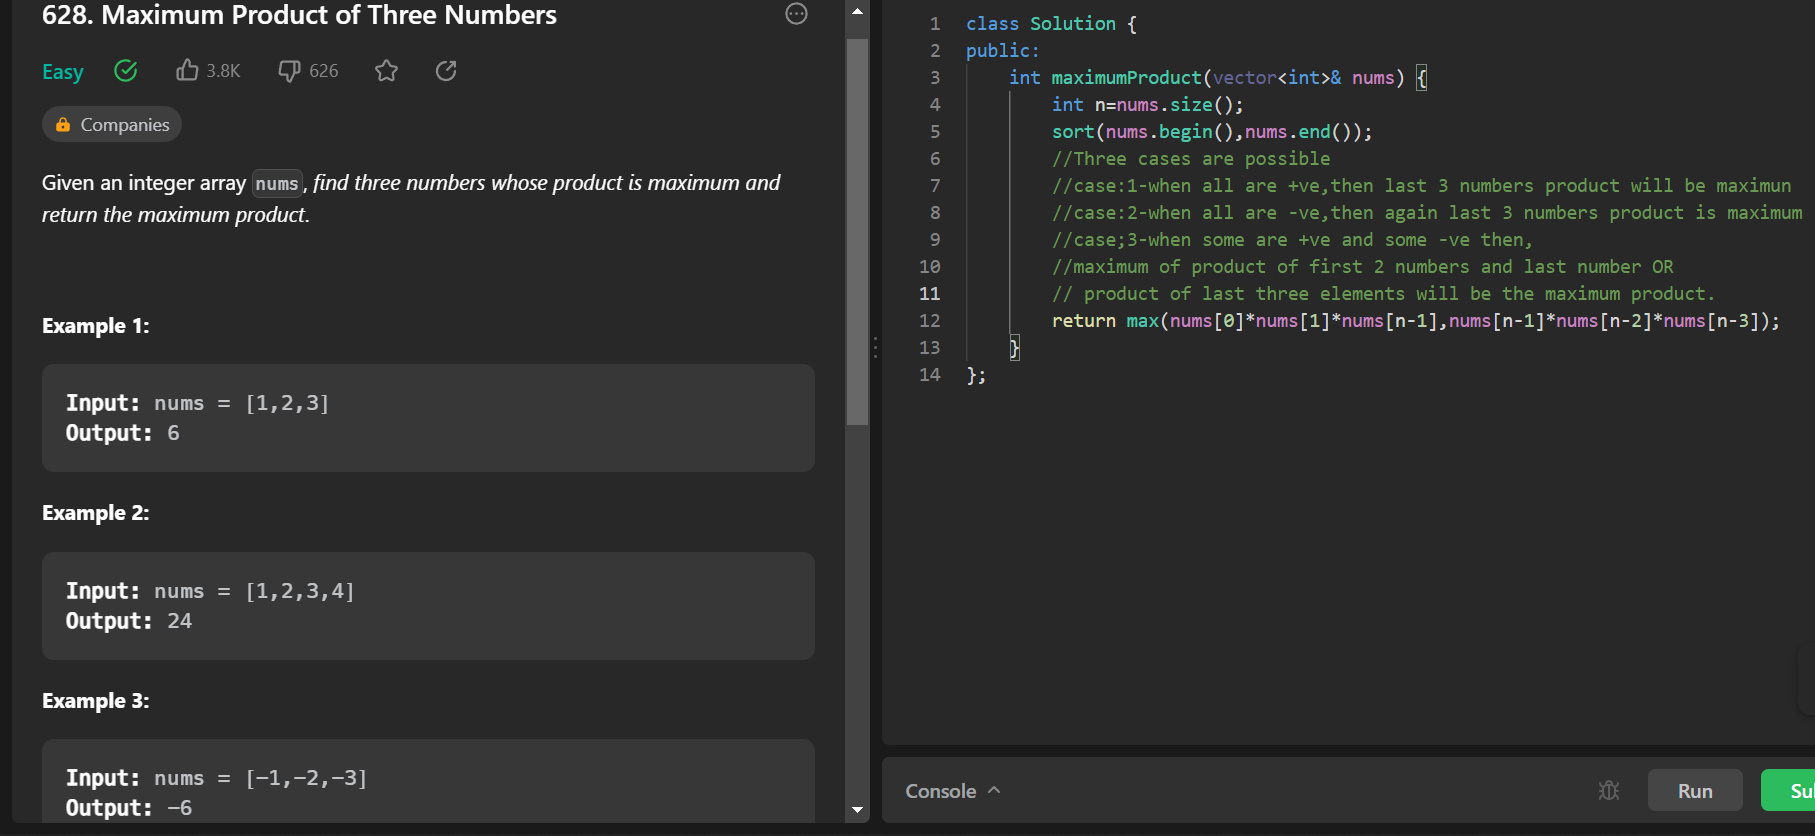 628. Maximum Product of Three Numbers
Easy 3.8K 626
Companies
Given an integer array nums, find three numbers whose product is maximum and
return the maximum product.
Example 1:
Input: nums = [1,2,3]
Output: 6
Example 2:
Input: nums = [1,2,3,4]
Output: 24
Example 3:
Input: nums = [-1,-2,-3]
Output: -6
1 class Solution {
2 public:
3 int maximumProduct(vector<int>& nums) {
4 int n=nums.size();
5 sort(nums.begin(),nums.end());
6 //Three cases are possible
7 //case:1-when all are +ve,then last 3 numbers product will be maximun
8 //case:2-when all are -ve,then again last 3 numbers product is maximum
9 //case;3-when some are +ve and some -ve then,
10 //maximum of product of first 2 numbers and last number OR
11 // product of last three elements will be the maximum product.
12 return max(nums[0]*nums[1]*nums[n-1],nums[n-1]*nums[n-2]*nums[n-3]);
13 }
14 };
Console Run